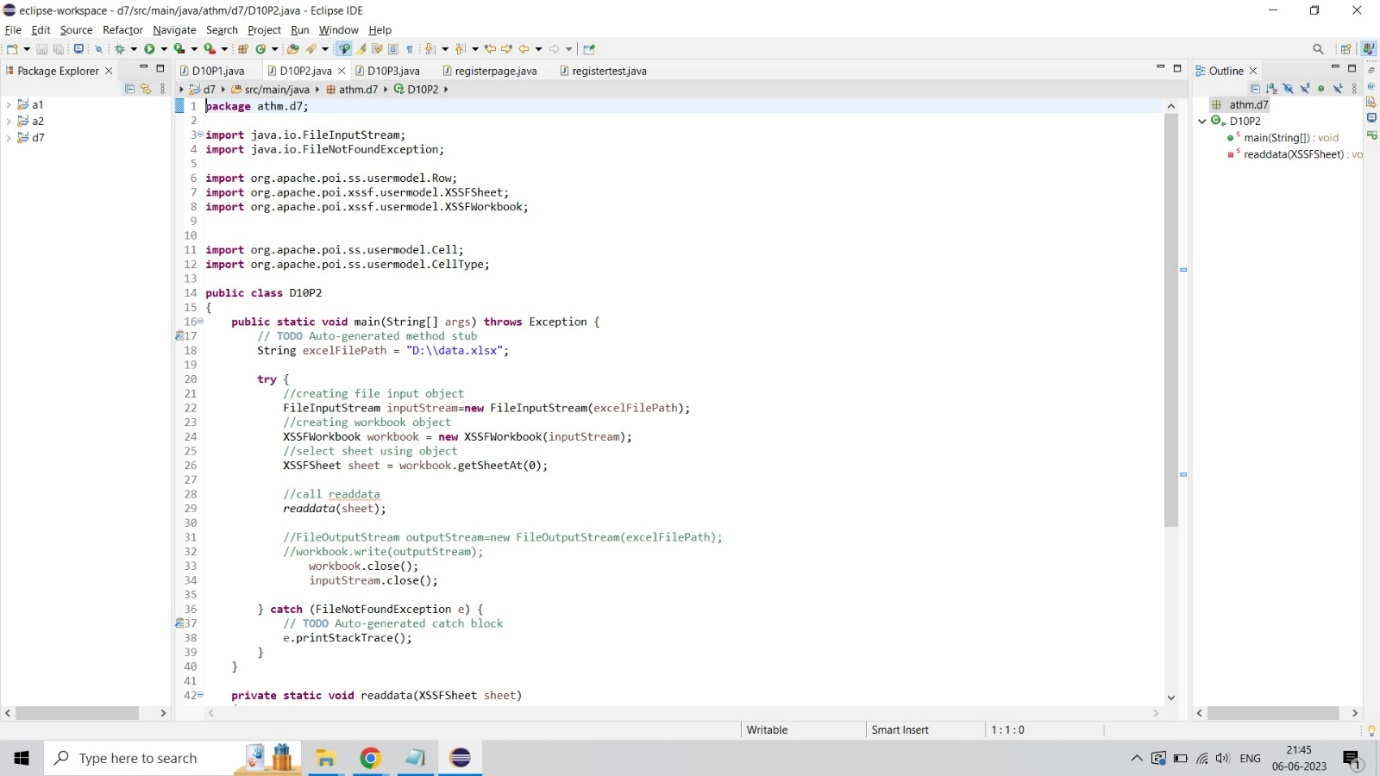 eclipse-workspace - d7/src/main/java/athm/d7/D10P2.java - Eclipse IDE
File Edit Source Refactor Navigate Search Project Run Window Help
Package Explorer
D10P1.java D10P2.java D10P3.java registerpage.java registertest.java
Outline
d7 src/main/java athm.d7 D10P2
a1
a2
d7
1 package athm.d7;
2
3 import java.io.FileInputStream;
4 import java.io.FileNotFoundException;
5
6 import org.apache.poi.ss.usermodel.Row;
7 import org.apache.poi.xssf.usermodel.XSSFSheet;
8 import org.apache.poi.xssf.usermodel.XSSFWorkbook;
9
10
11 import org.apache.poi.ss.usermodel.Cell;
12 import org.apache.poi.ss.usermodel.CellType;
13
14 public class D10P2
15 {
16 public static void main(String[] args) throws Exception {
17 // TODO Auto-generated method stub
18 String excelFilePath = "D:\\data.xlsx";
19
20 try {
21 //creating file input object
22 FileInputStream inputStream=new FileInputStream(excelFilePath);
23 //creating workbook object
24 XSSFWorkbook workbook = new XSSFWorkbook(inputStream);
25 //select sheet using object
26 XSSFSheet sheet = workbook.getSheetAt(0);
27
28 //call readdata
29 readdata(sheet);
30
31 //FileOutputStream outputStream=new FileOutputStream(excelFilePath);
32 //workbook.write(outputStream);
33 workbook.close();
34 inputStream.close();
35
36 } catch (FileNotFoundException e) {
37 // TODO Auto-generated catch block
38 e.printStackTrace();
39 }
40 }
41
42 private static void readdata(XSSFSheet sheet)
athm.d7
D10P2
main(String[]) : void
readdata(XSSFSheet) : vo
Writable Smart Insert 1 : 1 : 0
Type here to search
ENG
21:45
06-06-2023
1